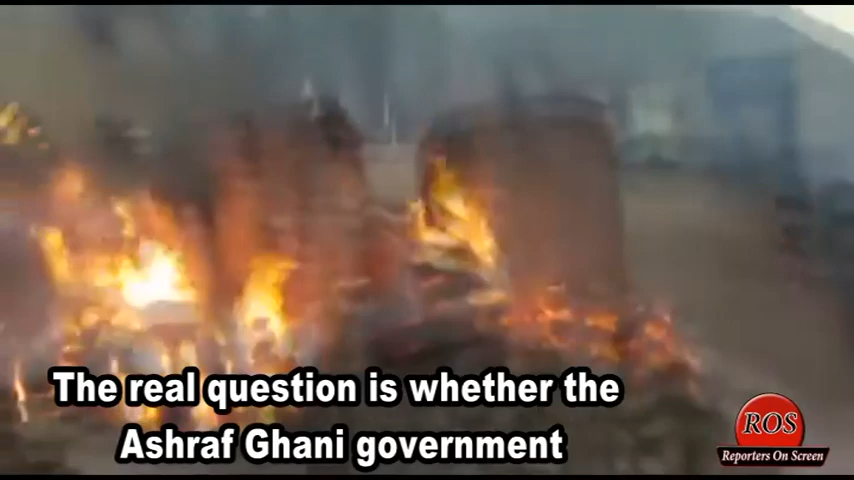 The real question is whether the
Ashraf Ghani government
ROS
Reporters On Screen